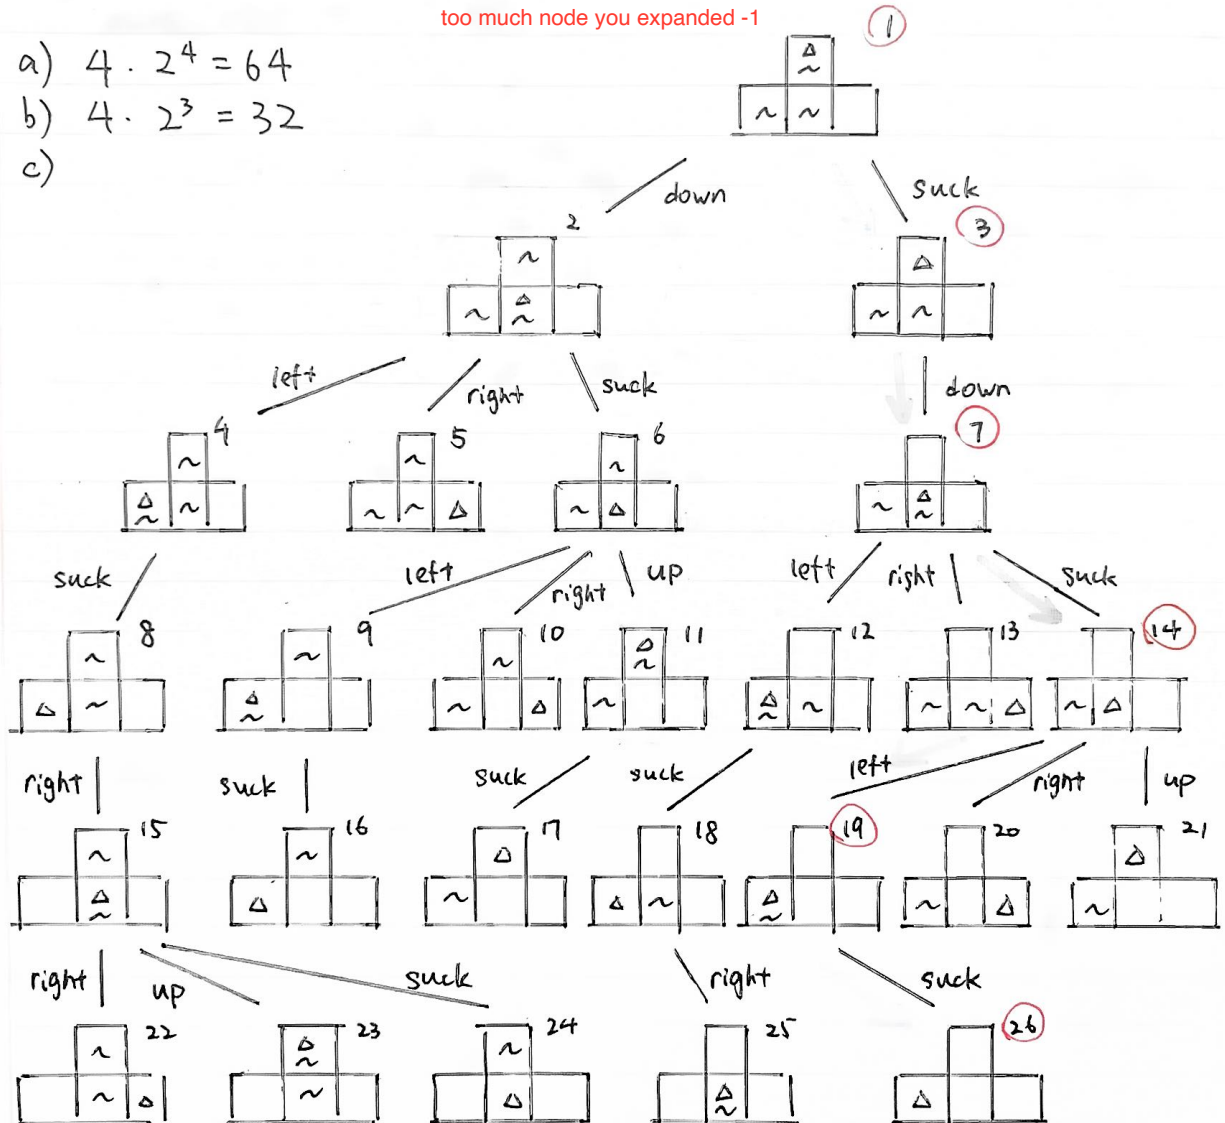 too much node you expanded -1
a) 4 . 2⁴ = 64
b) 4 . 2³ = 32
c)
1
~
~ ~
down suck
2 3
~
~ ~
~ ~
left right suck down
4 5 6 7
~ ~ ~
~ ~ ~ ~ ~ ~ ~
suck left right up left right suck
8 9 10 11 12 13 14
~ ~ ~ ~
~ ~ ~ ~ ~ ~ ~ ~ ~
right suck suck suck left right up
15 16 17 18 19 20 21
~ ~
~ ~ ~ ~ ~ ~
right up suck right suck
22 23 24 25 26
~ ~ ~
~ ~ ~